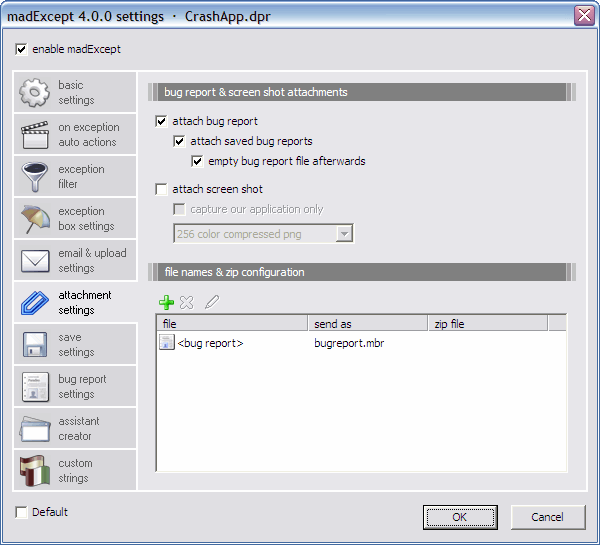 madExcept 4.0.0 settings · CrashApp.dpr
enable madExcept
basic
settings
on exception
auto actions
exception
filter
exception
box settings
email & upload
settings
attachment
settings
save
settings
bug report
settings
assistant
creator
custom
strings
bug report & screen shot attachments
attach bug report
attach saved bug reports
empty bug report file afterwards
attach screen shot
capture our application only
256 color compressed png
file names & zip configuration
file send as zip file
<bug report> bugreport.mbr
Default
OK Cancel